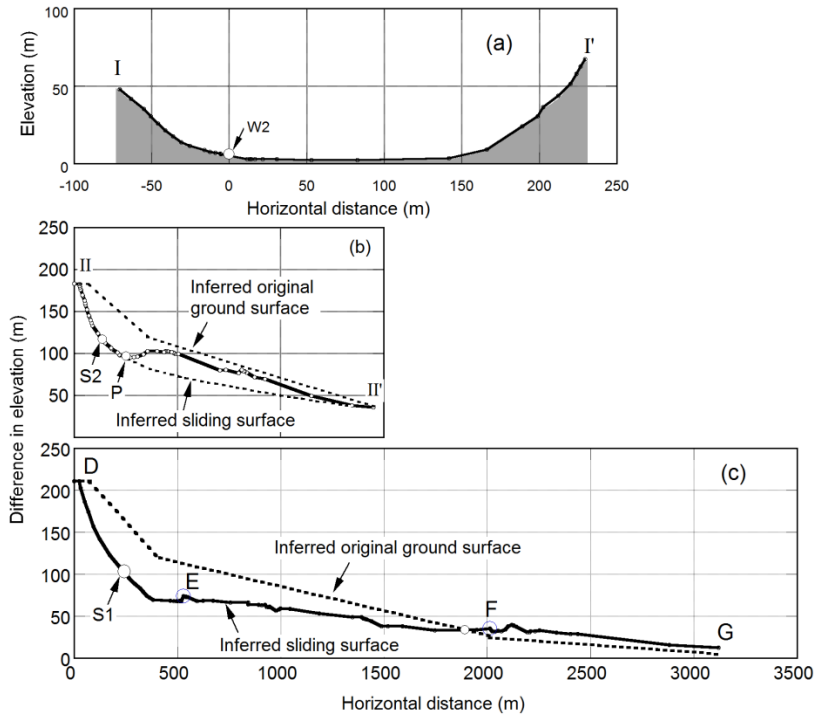 100
(a)
I
I'
Elevation (m)
50
W2
0
-100 -50 0 50 100 150 200 250
Horizontal distance (m)
250
(b)
II
200
Inferred original
ground surface
150
100
S2
P
II'
50
Inferred sliding surface
Difference in elevation (m)
250
D
(c)
200
150
Inferred original ground surface
100
E
S1
F
50
G
Inferred sliding surface
0
0 500 1000 1500 2000 2500 3000 3500
Horizontal distance (m)